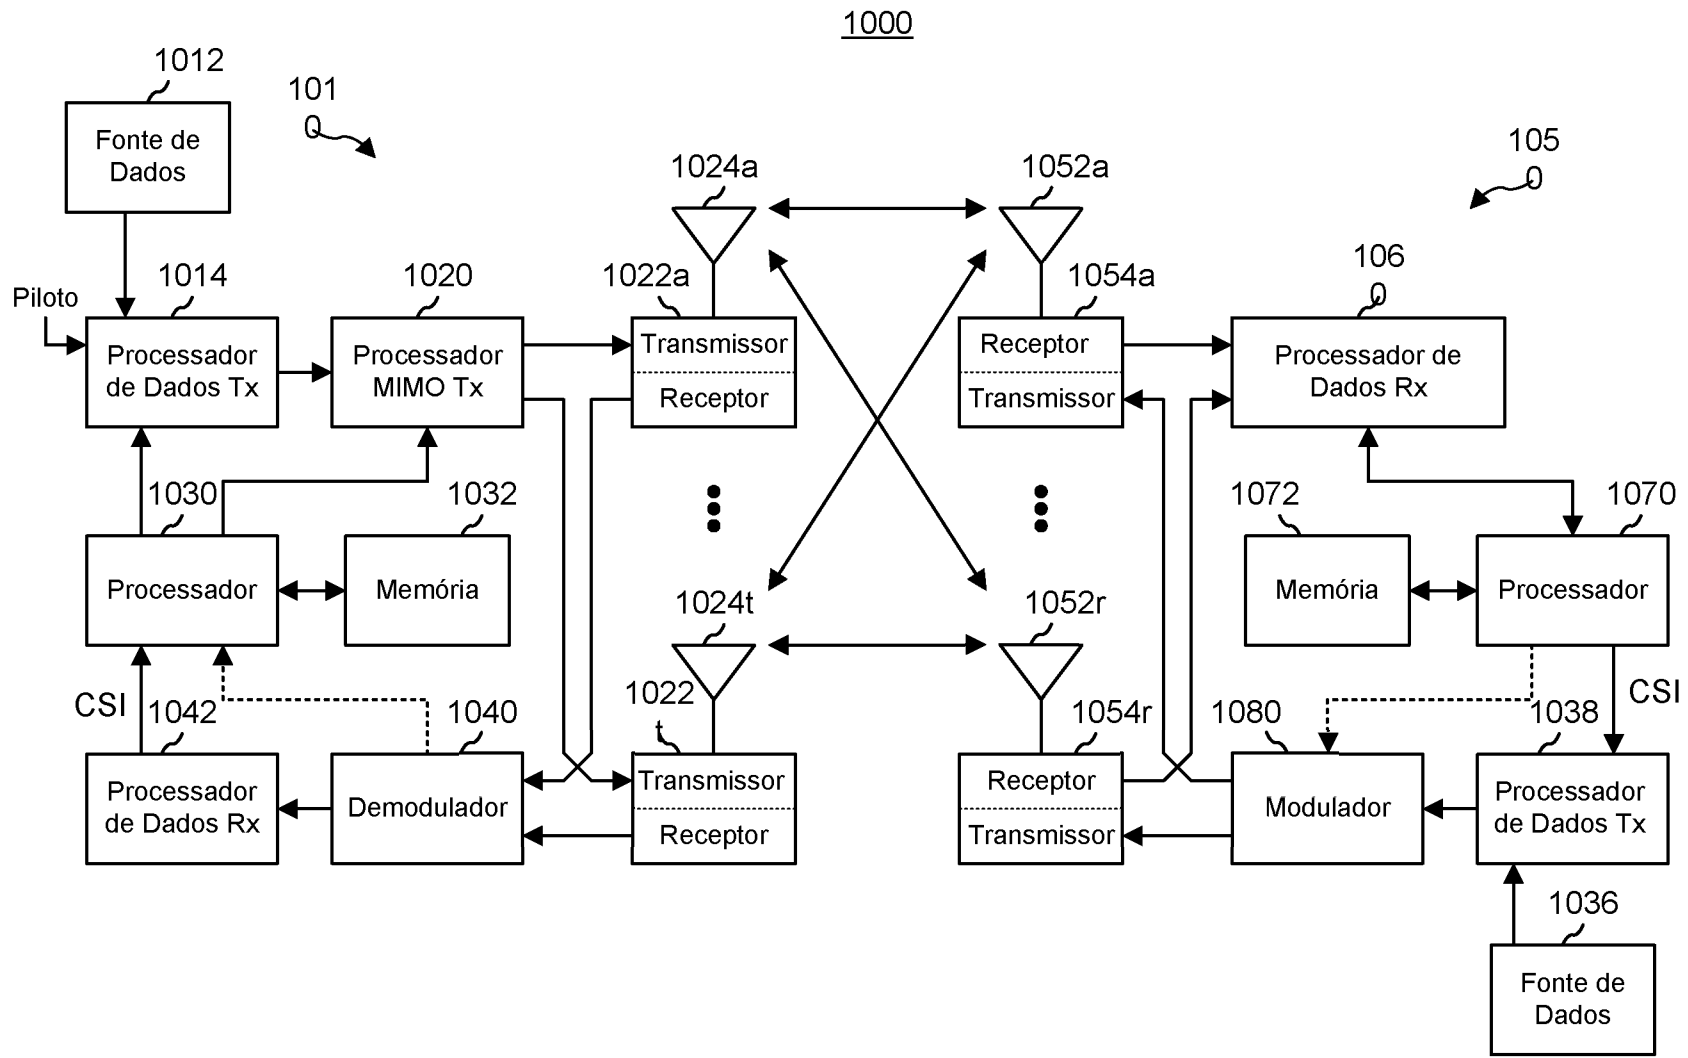 1000
1012
101
0
105
0
Fonte de
Dados
1024a
1052a
1014
1020
1022a
1054a
106
0
Piloto
Processador
de Dados Tx
Processador
MIMO Tx
Transmissor
Receptor
Receptor
Transmissor
Processador de
Dados Rx
1030
1032
1072
1070
Processador
Memória
Memória
Processador
1024t
1052r
CSI
1042
1040
1022
t
1054r
1080
1038
CSI
Processador
de Dados Rx
Demodulador
Transmissor
Receptor
Receptor
Transmissor
Modulador
Processador
de Dados Tx
1036
Fonte de
Dados